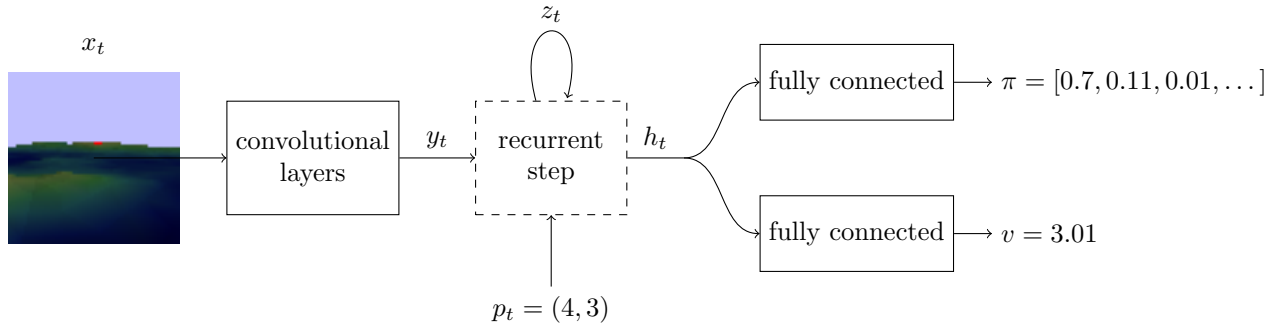 x_t
convolutional
layers
y_t
z_t
recurrent
step
p_t = (4, 3)
h_t
fully connected
π = [0.7, 0.11, 0.01, . . . ]
fully connected
v = 3.01